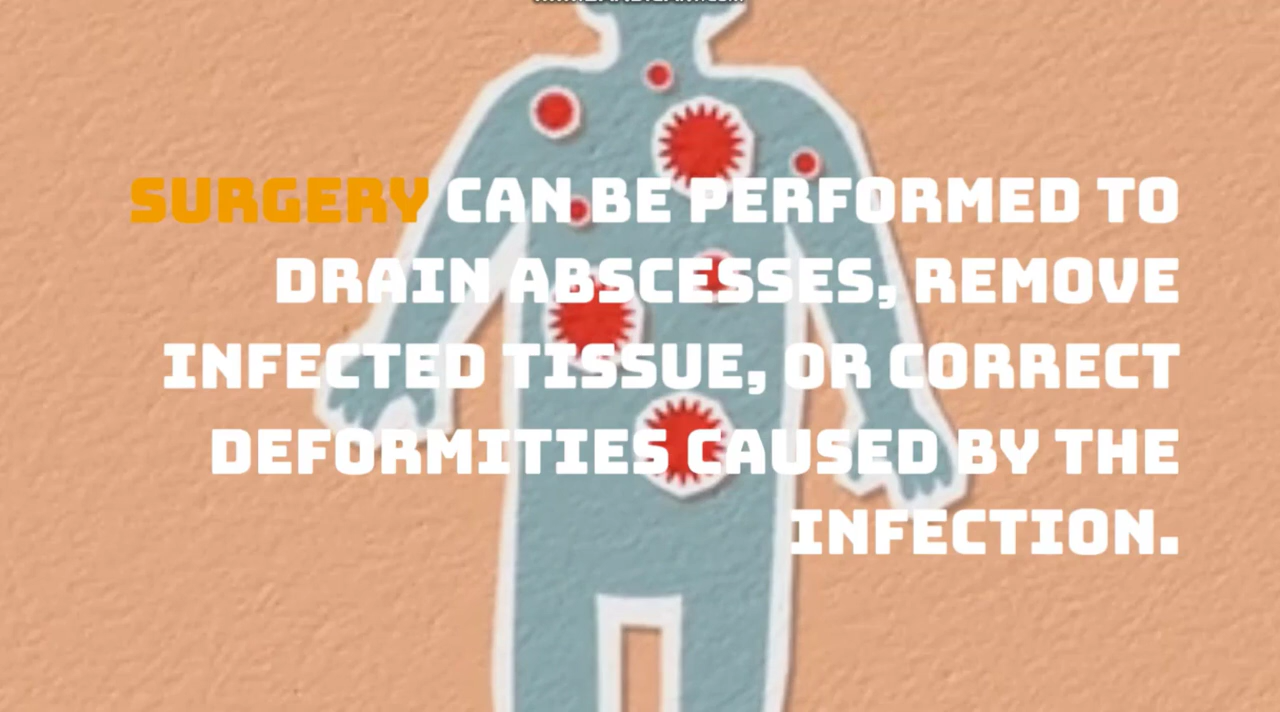 SURGERY CAN BE PERFORMED TO
DRAIN ABSCESSES, REMOVE
INFECTED TISSUE, OR CORRECT
DEFORMITIES CAUSED BY THE
INFECTION.